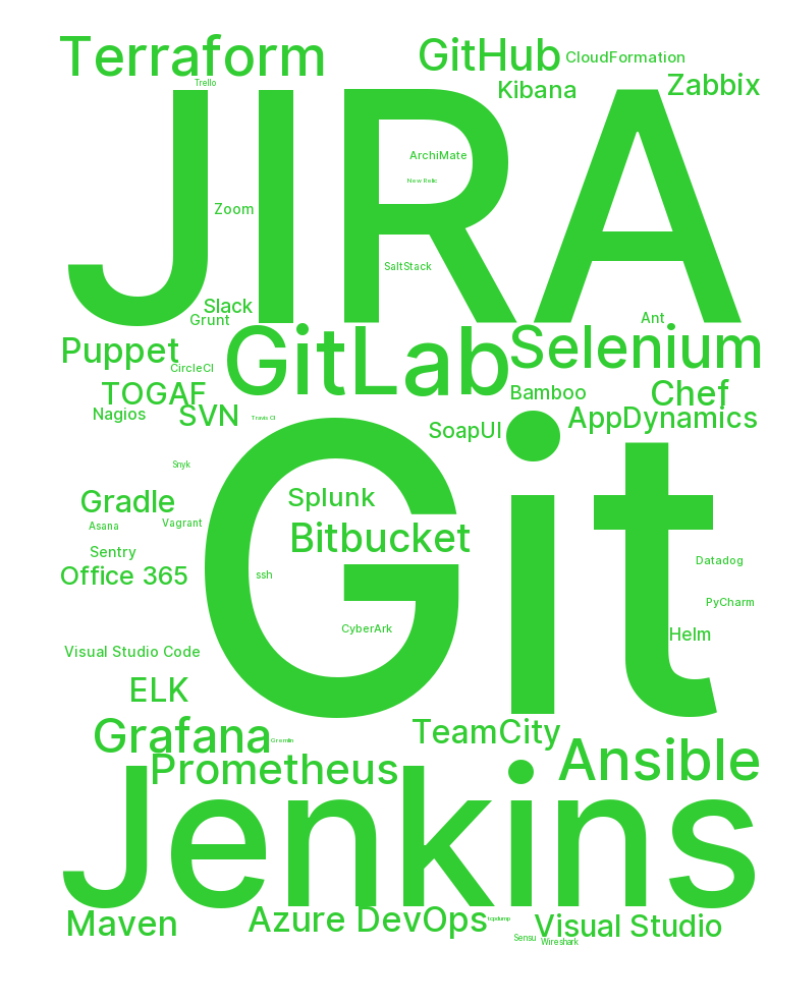 Terraform
GitHub
CloudFormation
Kibana
Zabbix
Trello
JIRA
ArchiMate
New Relic
Zoom
SaltStack
Slack
Grunt
Ant
Puppet
GitLab
Selenium
CircleCI
TOGAF
Bamboo
Chef
Nagios
SVN
Travis CI
SoapUI
AppDynamics
Git
Snyk
Gradle
Splunk
Asana
Vagrant
Bitbucket
Sentry
Office 365
ssh
Datadog
PyCharm
CyberArk
Helm
Visual Studio Code
ELK
Grafana
Gremlin
TeamCity
Prometheus
Ansible
Jenkins
Maven
Azure DevOps
tcpdump
Visual Studio
Sensu
Wireshark